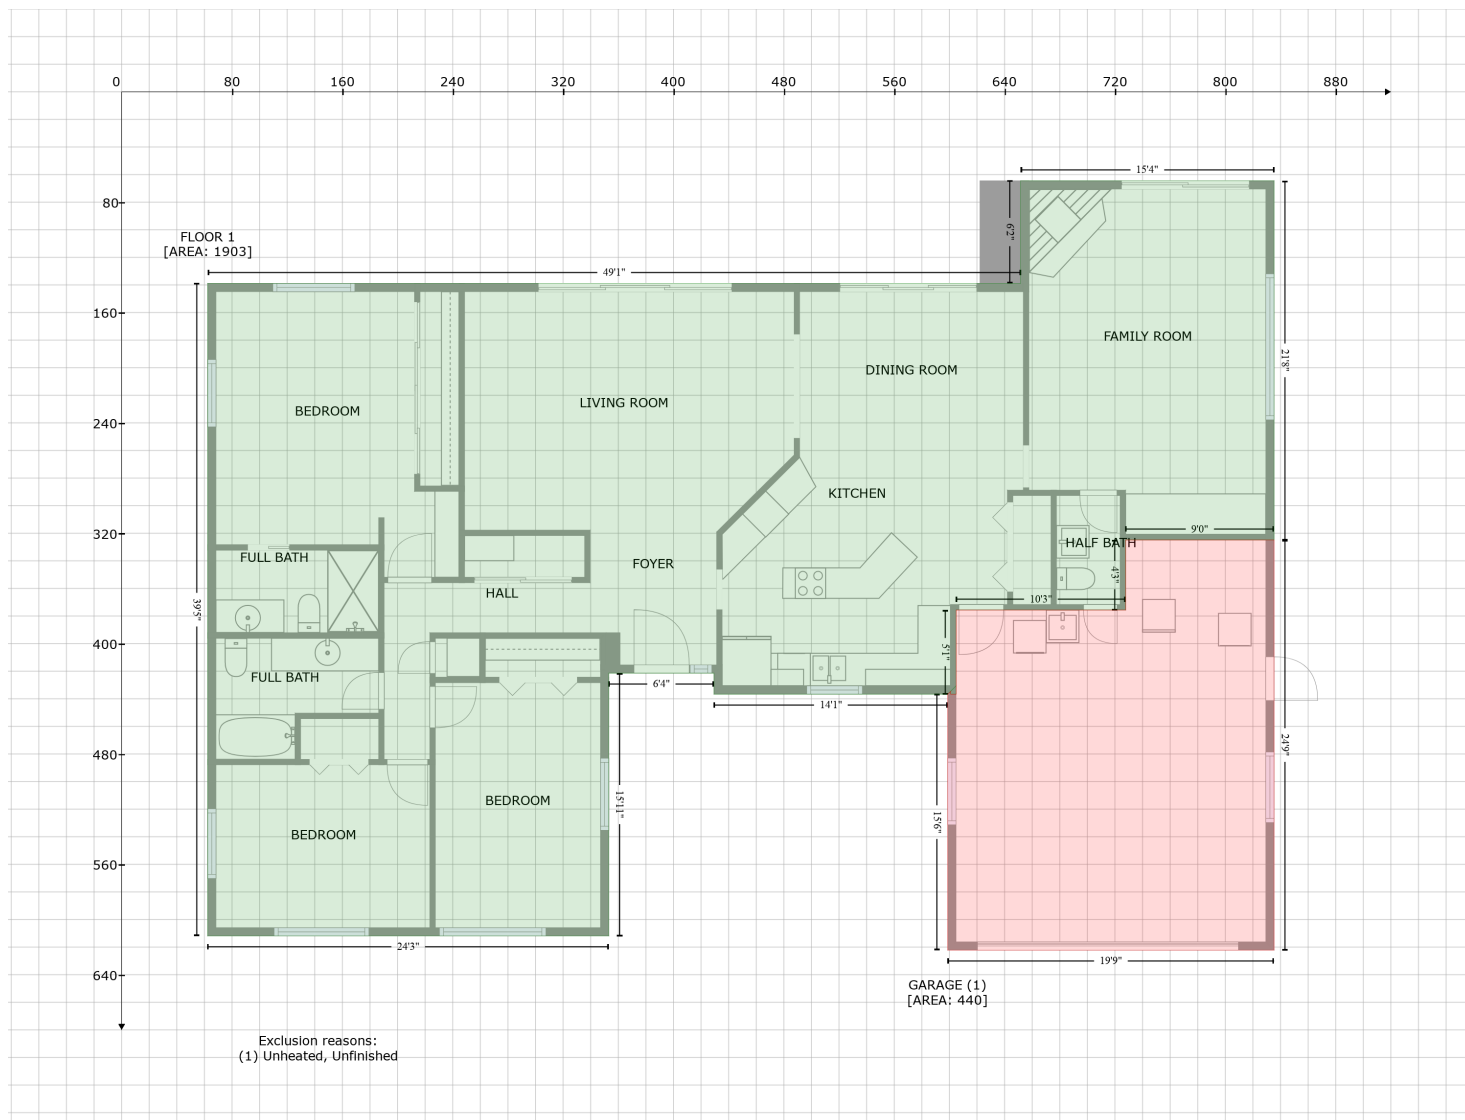 0 80 160 240 320 400 480 560 640 720 800 880
15'4"
80
6'2"
FLOOR 1
[AREA: 1903]
49'1"
160
FAMILY ROOM
21'8"
DINING ROOM
LIVING ROOM
BEDROOM
240
KITCHEN
320
9'0"
HALF BATH
FULL BATH
FOYER
4'3"
HALL
10'3"
39'5"
400
5'1"
FULL BATH
6'4"
14'1"
480
24'9"
BEDROOM
15'11"
15'6"
BEDROOM
560
24'3"
19'9"
640
GARAGE (1)
[AREA: 440]
Exclusion reasons:
(1) Unheated, Unfinished